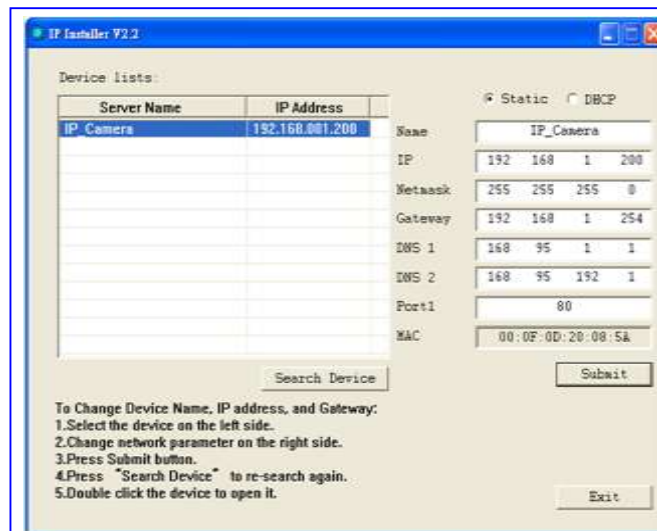 IP Installer V2.2
Device lists:
Server Name IP Address
IP_Camera 192.168.001.200
Static DHCP
Name IP_Camera
IP 192 168 1 200
Netmask 255 255 255 0
Gateway 192 168 1 254
DNS 1 168 95 1 1
DNS 2 168 95 192 1
Port1 80
MAC 00:0F:0D:20:08:5A
Search Device
Submit
To Change Device Name, IP address, and Gateway:
1.Select the device on the left side.
2.Change network parameter on the right side.
3.Press Submit button.
4.Press “Search Device” to re-search again.
5.Double click the device to open it.
Exit